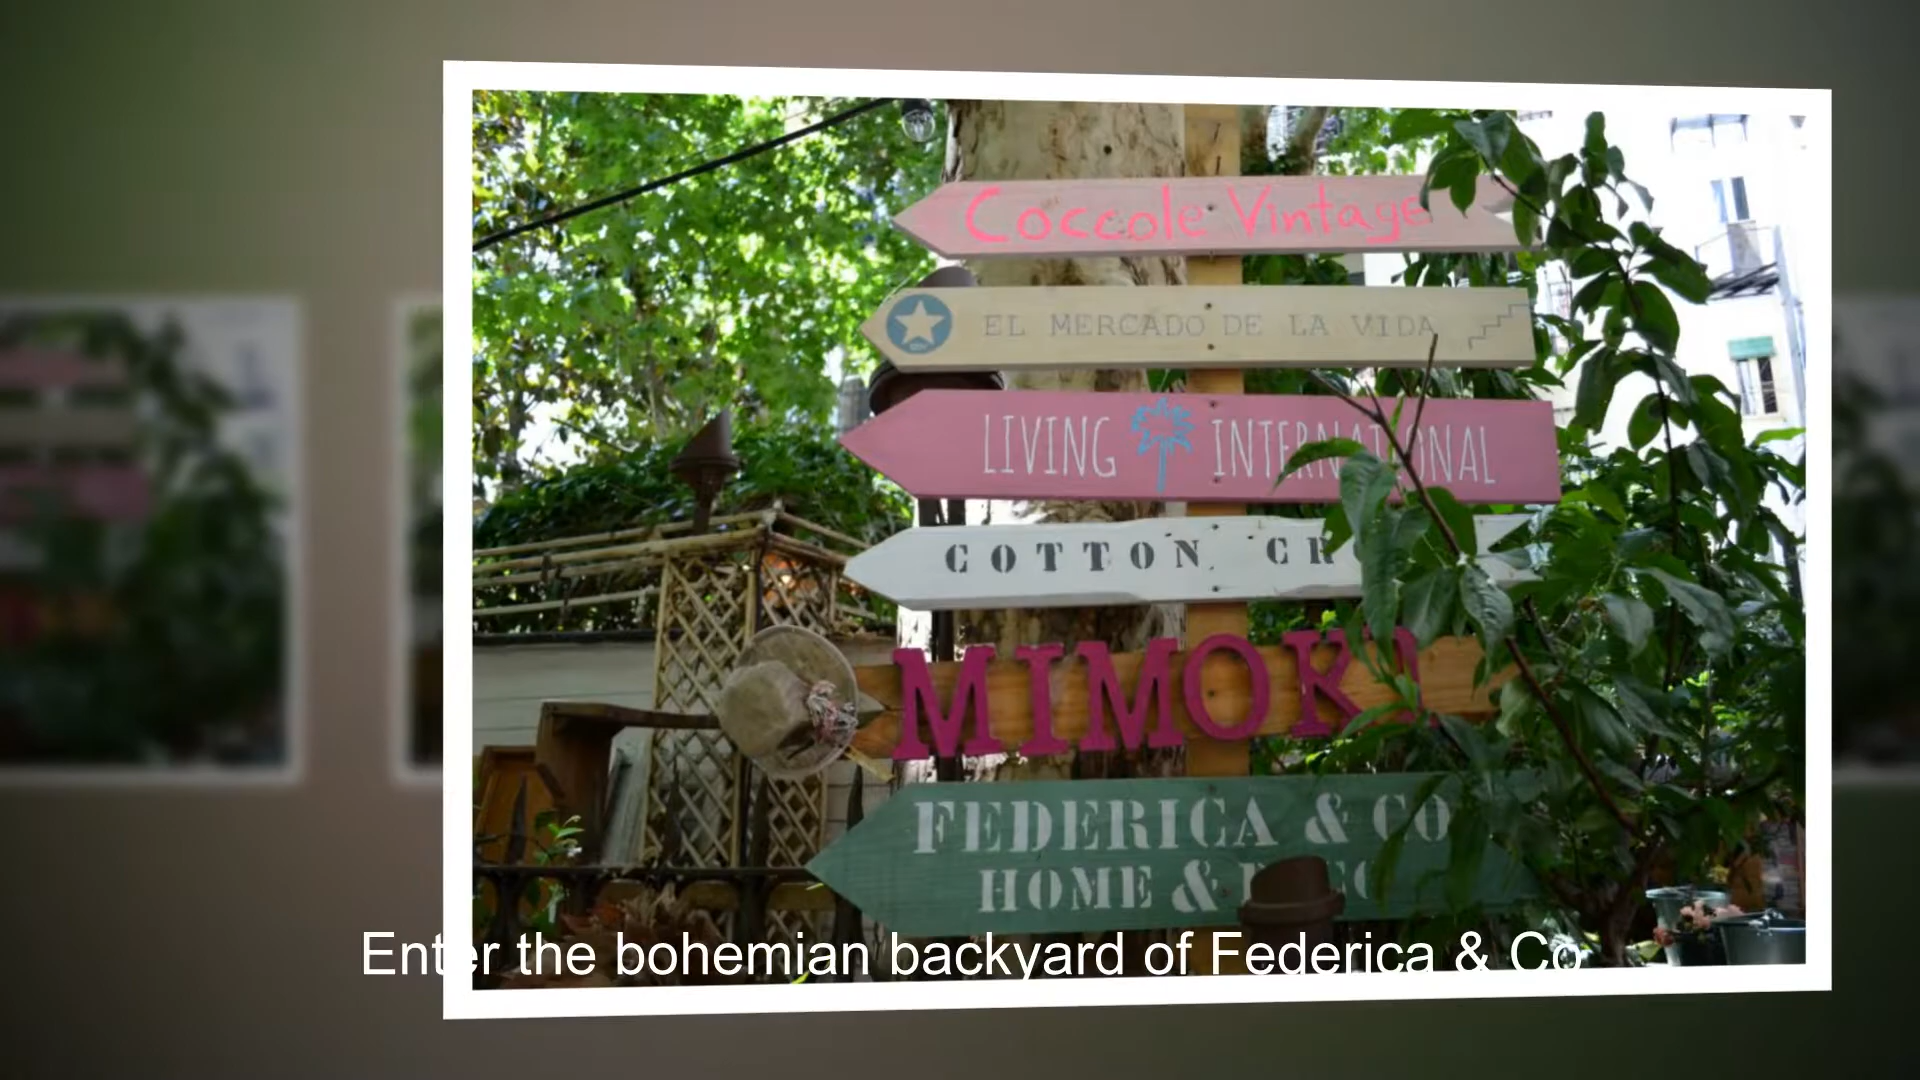 Coccole Vintage
EL MERCADO DE LA VIDA
LIVING INTERNATIONAL
COTTON
MIMOKI
FEDERICA & CO
HOME &
Enter the bohemian backyard of Federica & Co